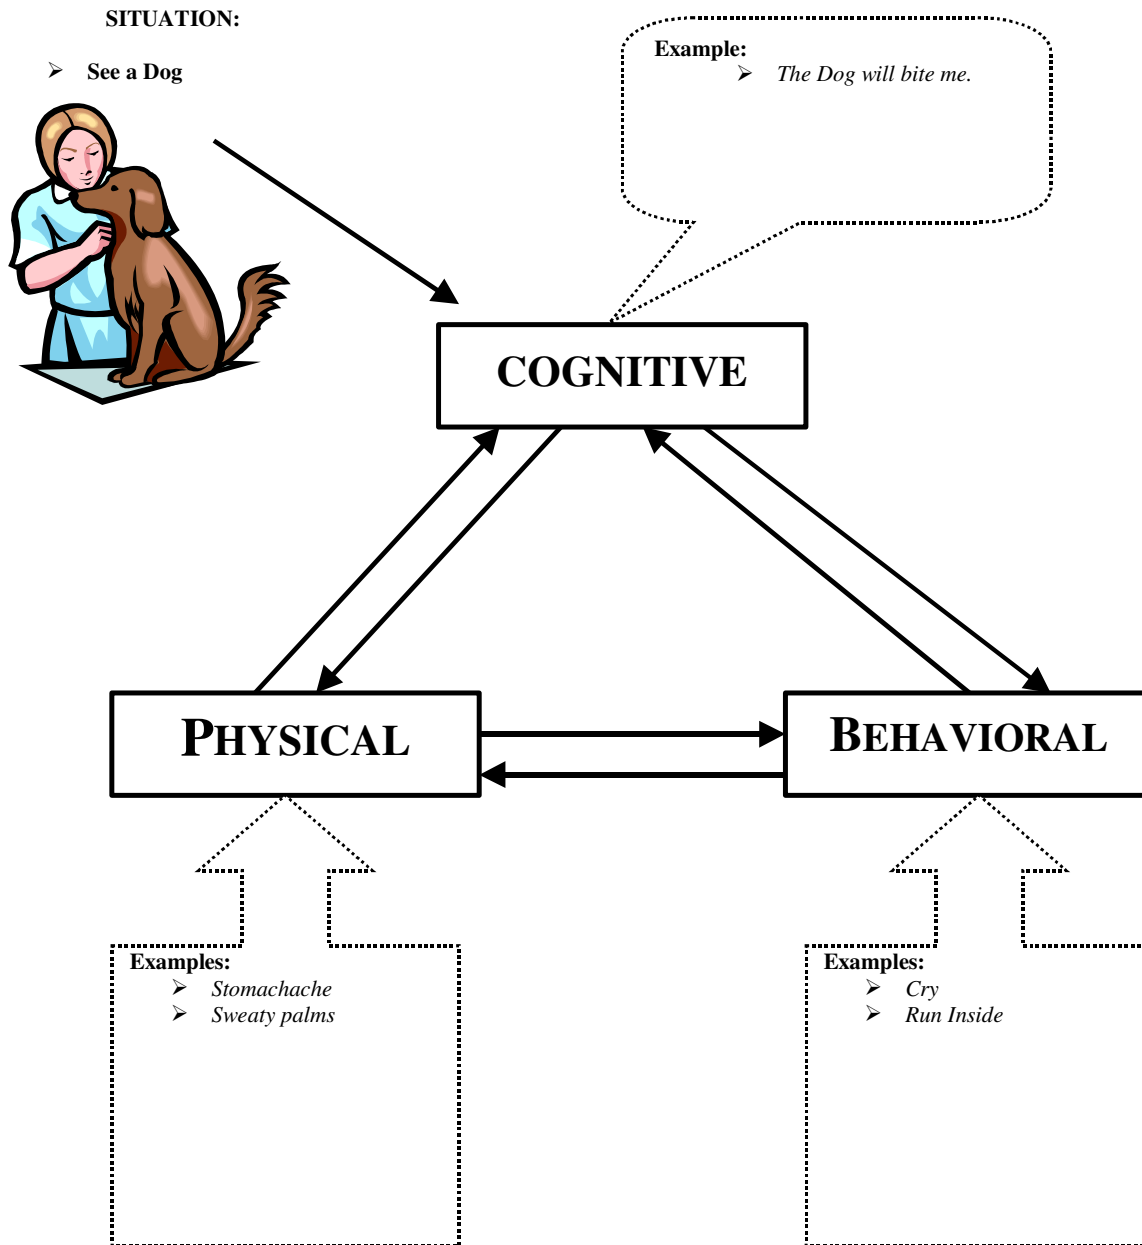 SITUATION:
➢ See a Dog
Example:
➢ The Dog will bite me.
COGNITIVE
PHYSICAL
BEHAVIORAL
Examples:
➢ Stomachache
➢ Sweaty palms
Examples:
➢ Cry
➢ Run Inside